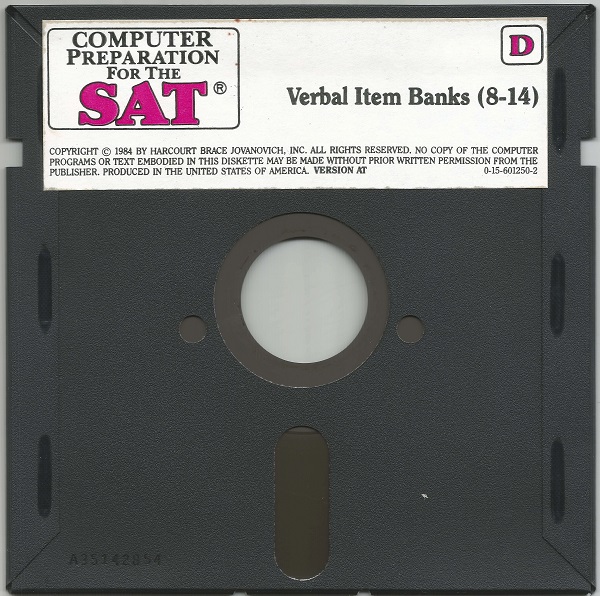 COMPUTER
PREPARATION
FOR THE
SAT®
D
Verbal Item Banks (8-14)
COPYRIGHT © 1984 BY HARCOURT BRACE JOVANOVICH, INC. ALL RIGHTS RESERVED. NO COPY OF THE COMPUTER
PROGRAMS OR TEXT EMBODIED IN THIS DISKETTE MAY BE MADE WITHOUT PRIOR WRITTEN PERMISSION FROM THE
PUBLISHER. PRODUCED IN THE UNITED STATES OF AMERICA. VERSION AT 0-15-601250-2
A35142854